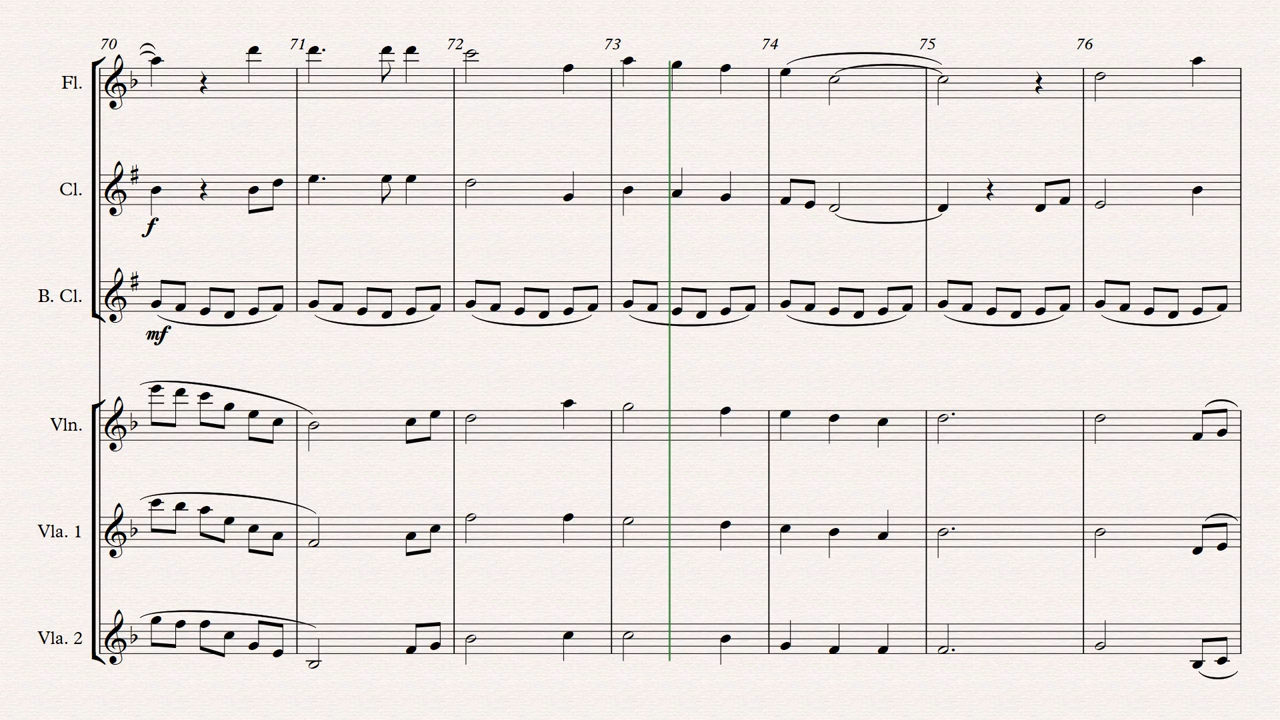 70 71 72 73 74 75 76
Fl.
Cl.
f
B. Cl.
mf
Vln.
Vla. 1
Vla. 2